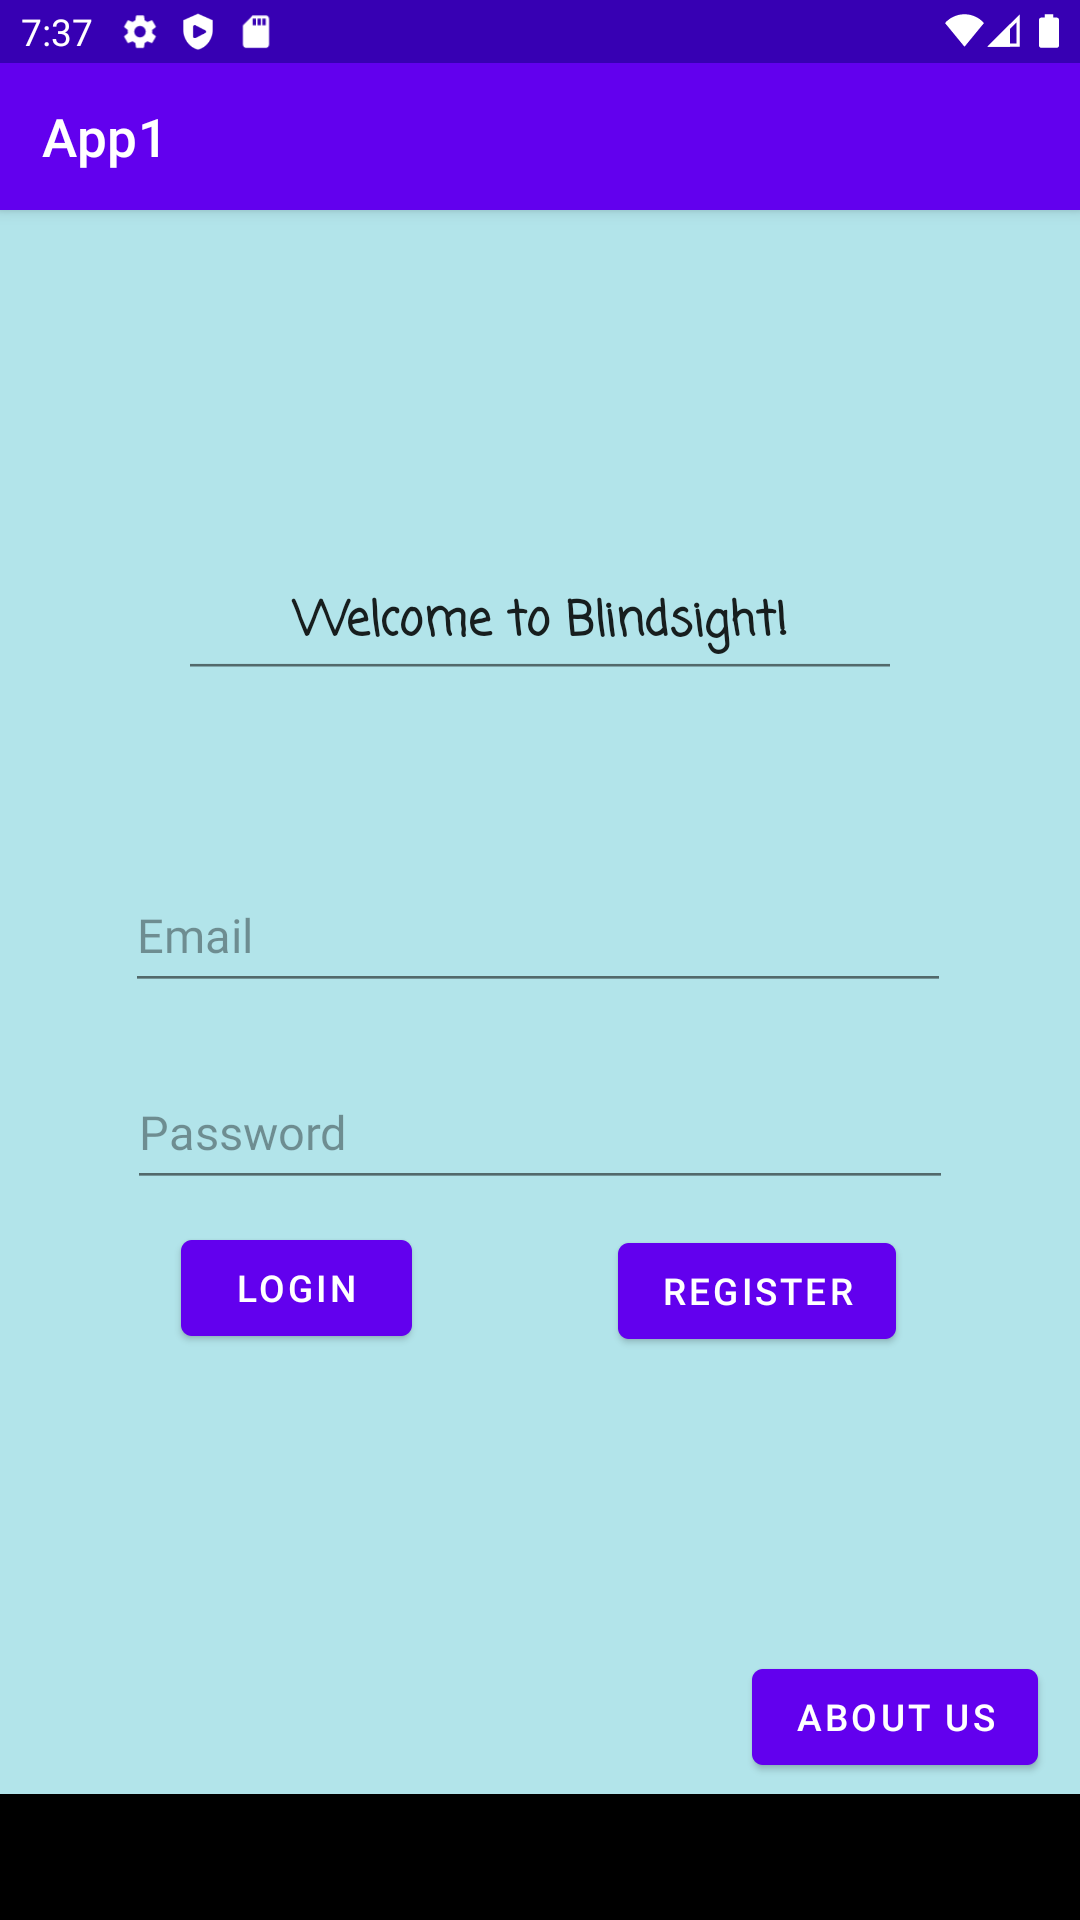 7:37
App1
Welcome to Blindsight!
Email
Password
LOGIN
REGISTER
ABOUT US